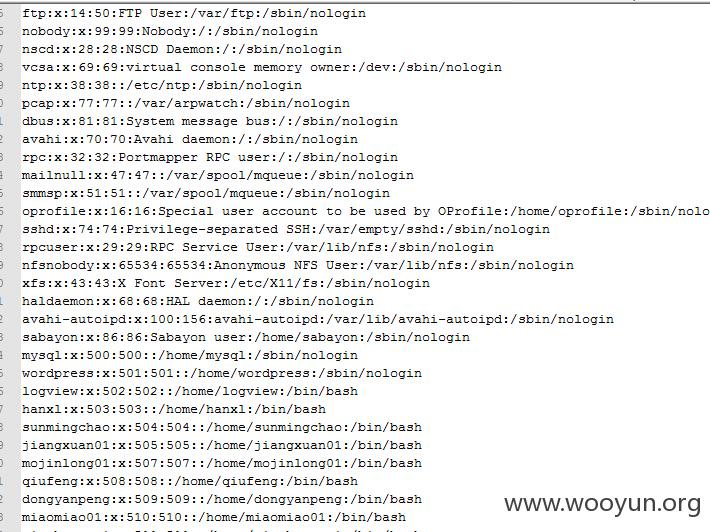 ftp:x:14:50:FTP User:/var/ftp:/sbin/nologin
nobody:x:99:99:Nobody:/:/sbin/nologin
nscd:x:28:28:NSCD Daemon:/:/sbin/nologin
vcsa:x:69:69:virtual console memory owner:/dev:/sbin/nologin
ntp:x:38:38::/etc/ntp:/sbin/nologin
pcap:x:77:77::/var/arpwatch:/sbin/nologin
dbus:x:81:81:System message bus:/:/sbin/nologin
avahi:x:70:70:Avahi daemon:/:/sbin/nologin
rpc:x:32:32:Portmapper RPC user:/:/sbin/nologin
mailnull:x:47:47::/var/spool/mqueue:/sbin/nologin
smmsp:x:51:51::/var/spool/mqueue:/sbin/nologin
oprofile:x:16:16:Special user account to be used by OProfile:/home/oprofile:/sbin/nolo
sshd:x:74:74:Privilege-separated SSH:/var/empty/sshd:/sbin/nologin
rpcuser:x:29:29:RPC Service User:/var/lib/nfs:/sbin/nologin
nfsnobody:x:65534:65534:Anonymous NFS User:/var/lib/nfs:/sbin/nologin
xfs:x:43:43:X Font Server:/etc/X11/fs:/sbin/nologin
haldaemon:x:68:68:HAL daemon:/:/sbin/nologin
avahi-autoipd:x:100:156:avahi-autoipd:/var/lib/avahi-autoipd:/sbin/nologin
sabayon:x:86:86:Sabayon user:/home/sabayon:/sbin/nologin
mysql:x:500:500::/home/mysql:/sbin/nologin
wordpress:x:501:501::/home/wordpress:/sbin/nologin
logview:x:502:502::/home/logview:/bin/bash
hanxl:x:503:503::/home/hanxl:/bin/bash
sunmingchao:x:504:504::/home/sunmingchao:/bin/bash
jiangxuan01:x:505:505::/home/jiangxuan01:/bin/bash
mojinlong01:x:507:507::/home/mojinlong01:/bin/bash
qiufeng:x:508:508::/home/qiufeng:/bin/bash
dongyanpeng:x:509:509::/home/dongyanpeng:/bin/bash
miaomiao01:x:510:510::/home/miaomiao01:/bin/bash
www.wooyun.org